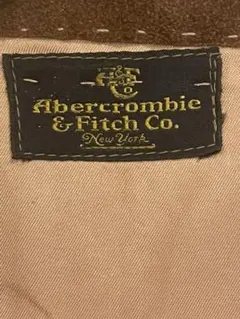 Abercrombie
& Fitch Co.
New York